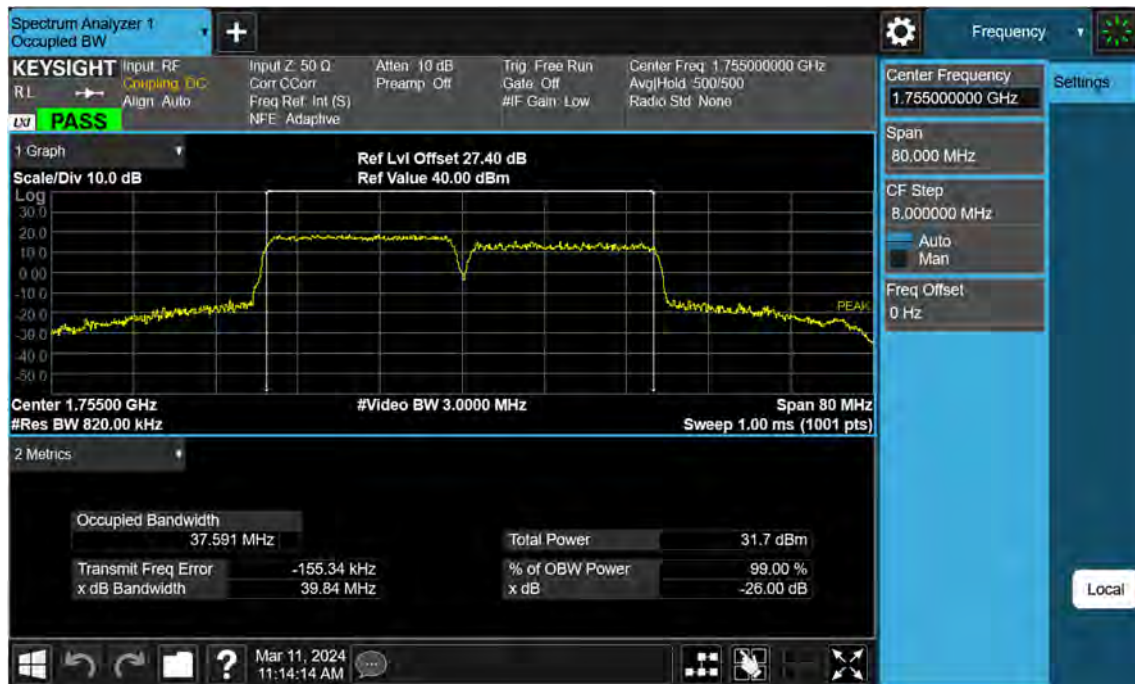 Spectrum Analyzer 1
Occupied BW
+
Frequency
KEYSIGHT
RL
LXI PASS
Input: RF
Coupling: DC
Align: Auto
Input Z: 50 Ω
Corr CCorr
Freq Ref: Int (S)
NFE: Adaptive
Atten: 10 dB
Preamp: Off
Trig: Free Run
Gate: Off
#IF Gain: Low
Center Freq: 1.755000000 GHz
Avg|Hold: 500/500
Radio Std: None
1 Graph
Scale/Div 10.0 dB
Ref Lvl Offset 27.40 dB
Ref Value 40.00 dBm
Log
30.0
20.0
10.0
0.00
-10.0
-20.0
-30.0
-40.0
-50.0
PEAK
Center 1.75500 GHz
#Video BW 3.0000 MHz
Span 80 MHz
#Res BW 820.00 kHz
Sweep 1.00 ms (1001 pts)
2 Metrics
Occupied Bandwidth
37.591 MHz
Total Power 31.7 dBm
Transmit Freq Error -155.34 kHz
% of OBW Power 99.00 %
x dB Bandwidth 39.84 MHz
x dB -26.00 dB
Center Frequency
1.755000000 GHz
Settings
Span
80.000 MHz
CF Step
8.000000 MHz
Auto
Man
Freq Offset
0 Hz
Local
?
Mar 11, 2024
11:14:14 AM